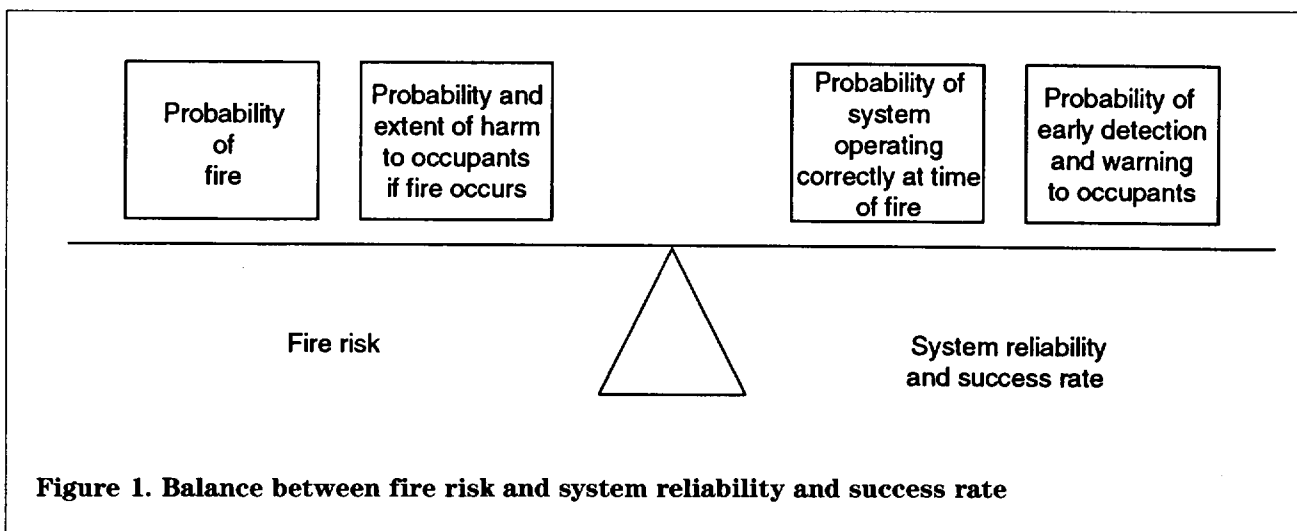 Probability
of
fire
Probability and
extent of harm
to occupants
if fire occurs
Probability of
system
operating
correctly at time
of fire
Probability of
early detection
and warning
to occupants
Fire risk
System reliability
and success rate
Figure 1. Balance between fire risk and system reliability and success rate